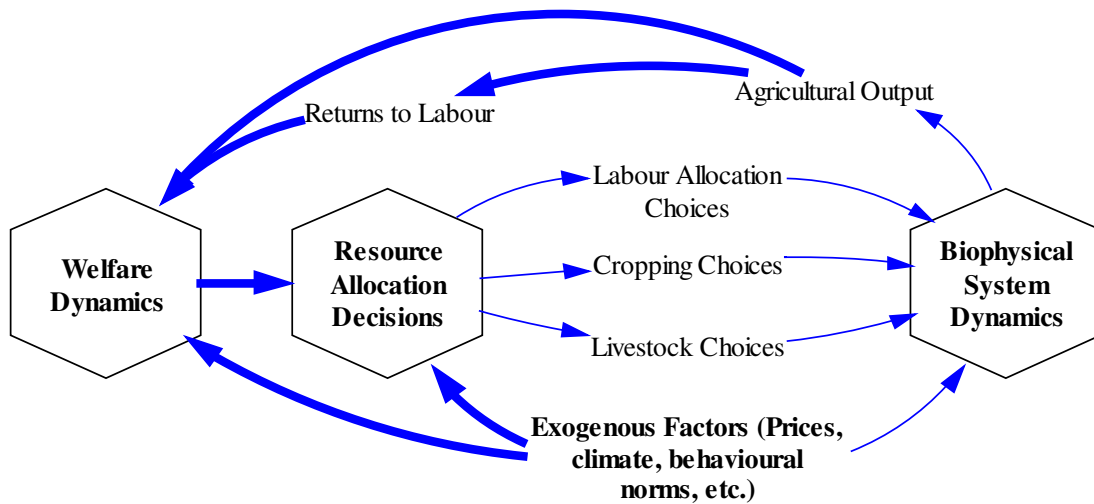 Agricultural Output
Returns to Labour
Labour Allocation
Choices
Welfare
Dynamics
Resource
Allocation
Decisions
Cropping Choices
Biophysical
System
Dynamics
Livestock Choices
Exogenous Factors (Prices,
climate, behavioural
norms, etc.)